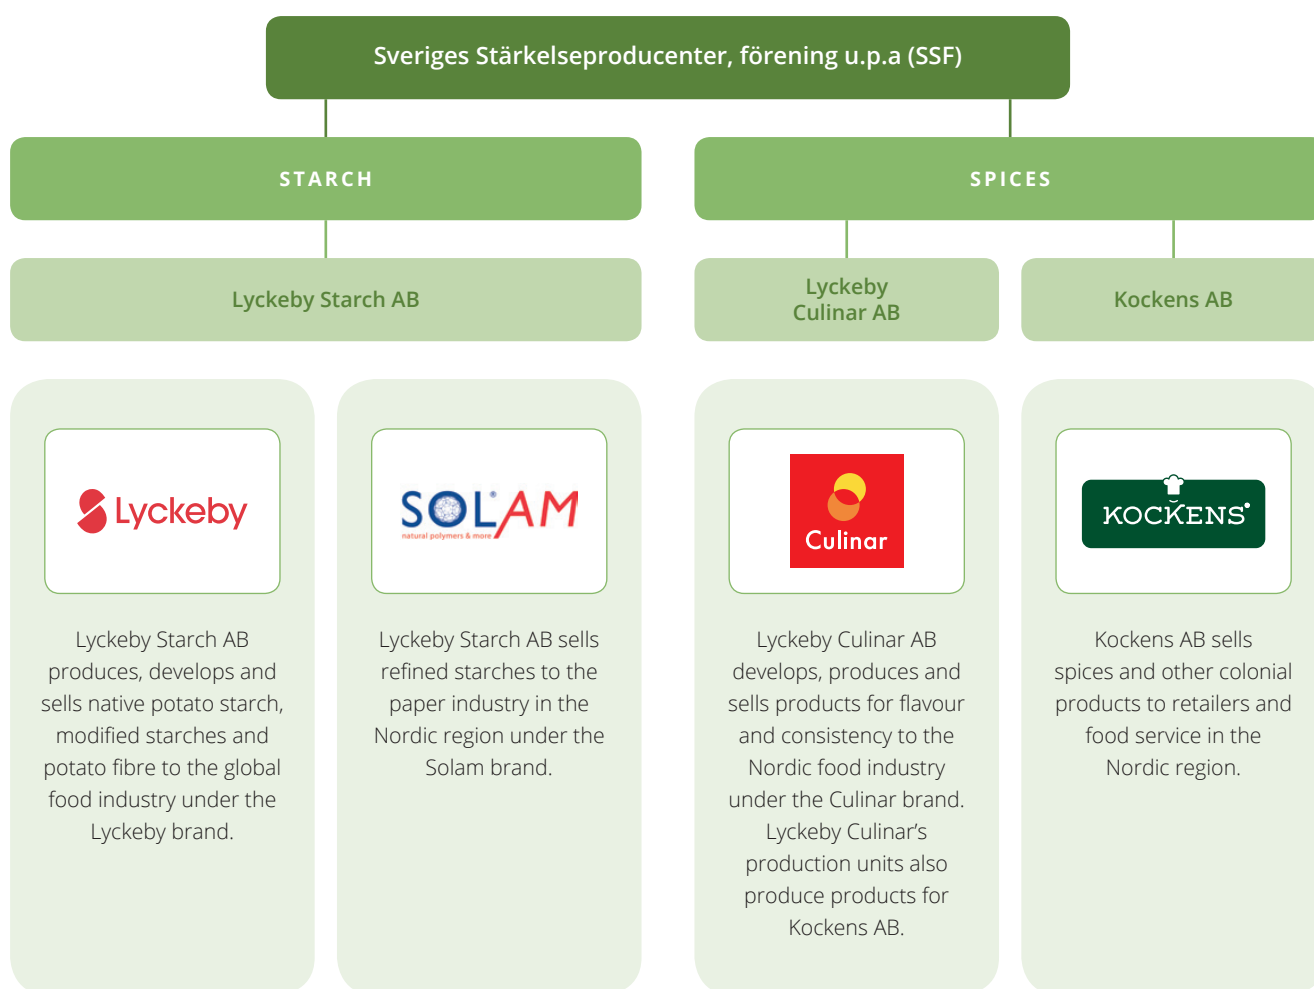 Sveriges Stärkelseproducenter, förening u.p.a (SSF)
STARCH
SPICES
Lyckeby Starch AB
Lyckeby
Culinar AB
Kockens AB
Lyckeby
SOLAM®
natural polymers & more
Culinar
KOCKENS®
Lyckeby Starch AB
produces, develops and
sells native potato starch,
modified starches and
potato fibre to the global
food industry under the
Lyckeby brand.
Lyckeby Starch AB sells
refined starches to the
paper industry in the
Nordic region under the
Solam brand.
Lyckeby Culinar AB
develops, produces and
sells products for flavour
and consistency to the
Nordic food industry
under the Culinar brand.
Lyckeby Culinar’s
production units also
produce products for
Kockens AB.
Kockens AB sells
spices and other colonial
products to retailers and
food service in the
Nordic region.